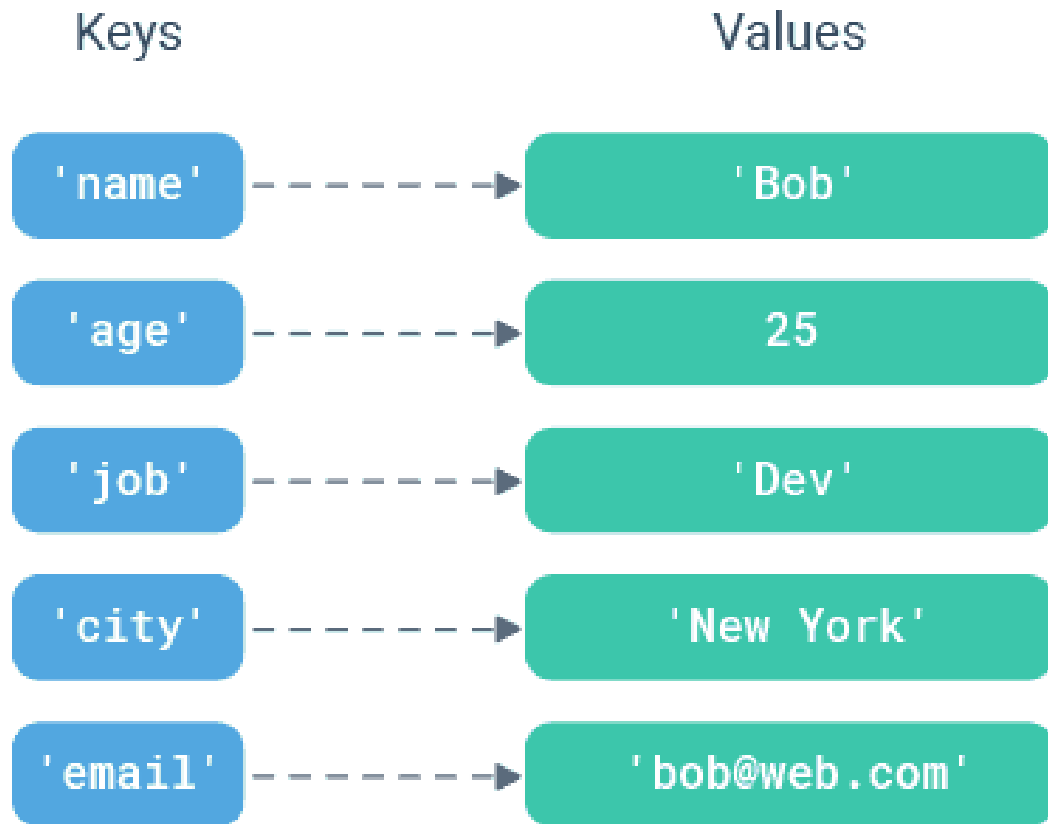 Keys Values
'name' 'Bob'
'age' 25
'job' 'Dev'
'city' 'New York'
'email' 'bob@web.com'